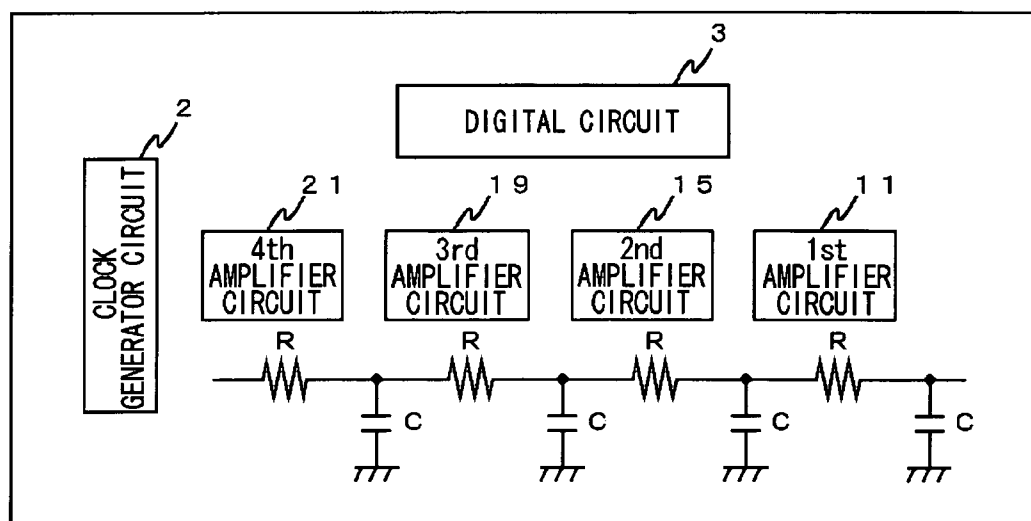 3
DIGITAL CIRCUIT
2
CLOCK
GENERATOR CIRCUIT
21
4th
AMPLIFIER
CIRCUIT
19
3rd
AMPLIFIER
CIRCUIT
15
2nd
AMPLIFIER
CIRCUIT
11
1st
AMPLIFIER
CIRCUIT
R
R
R
R
C
C
C
C